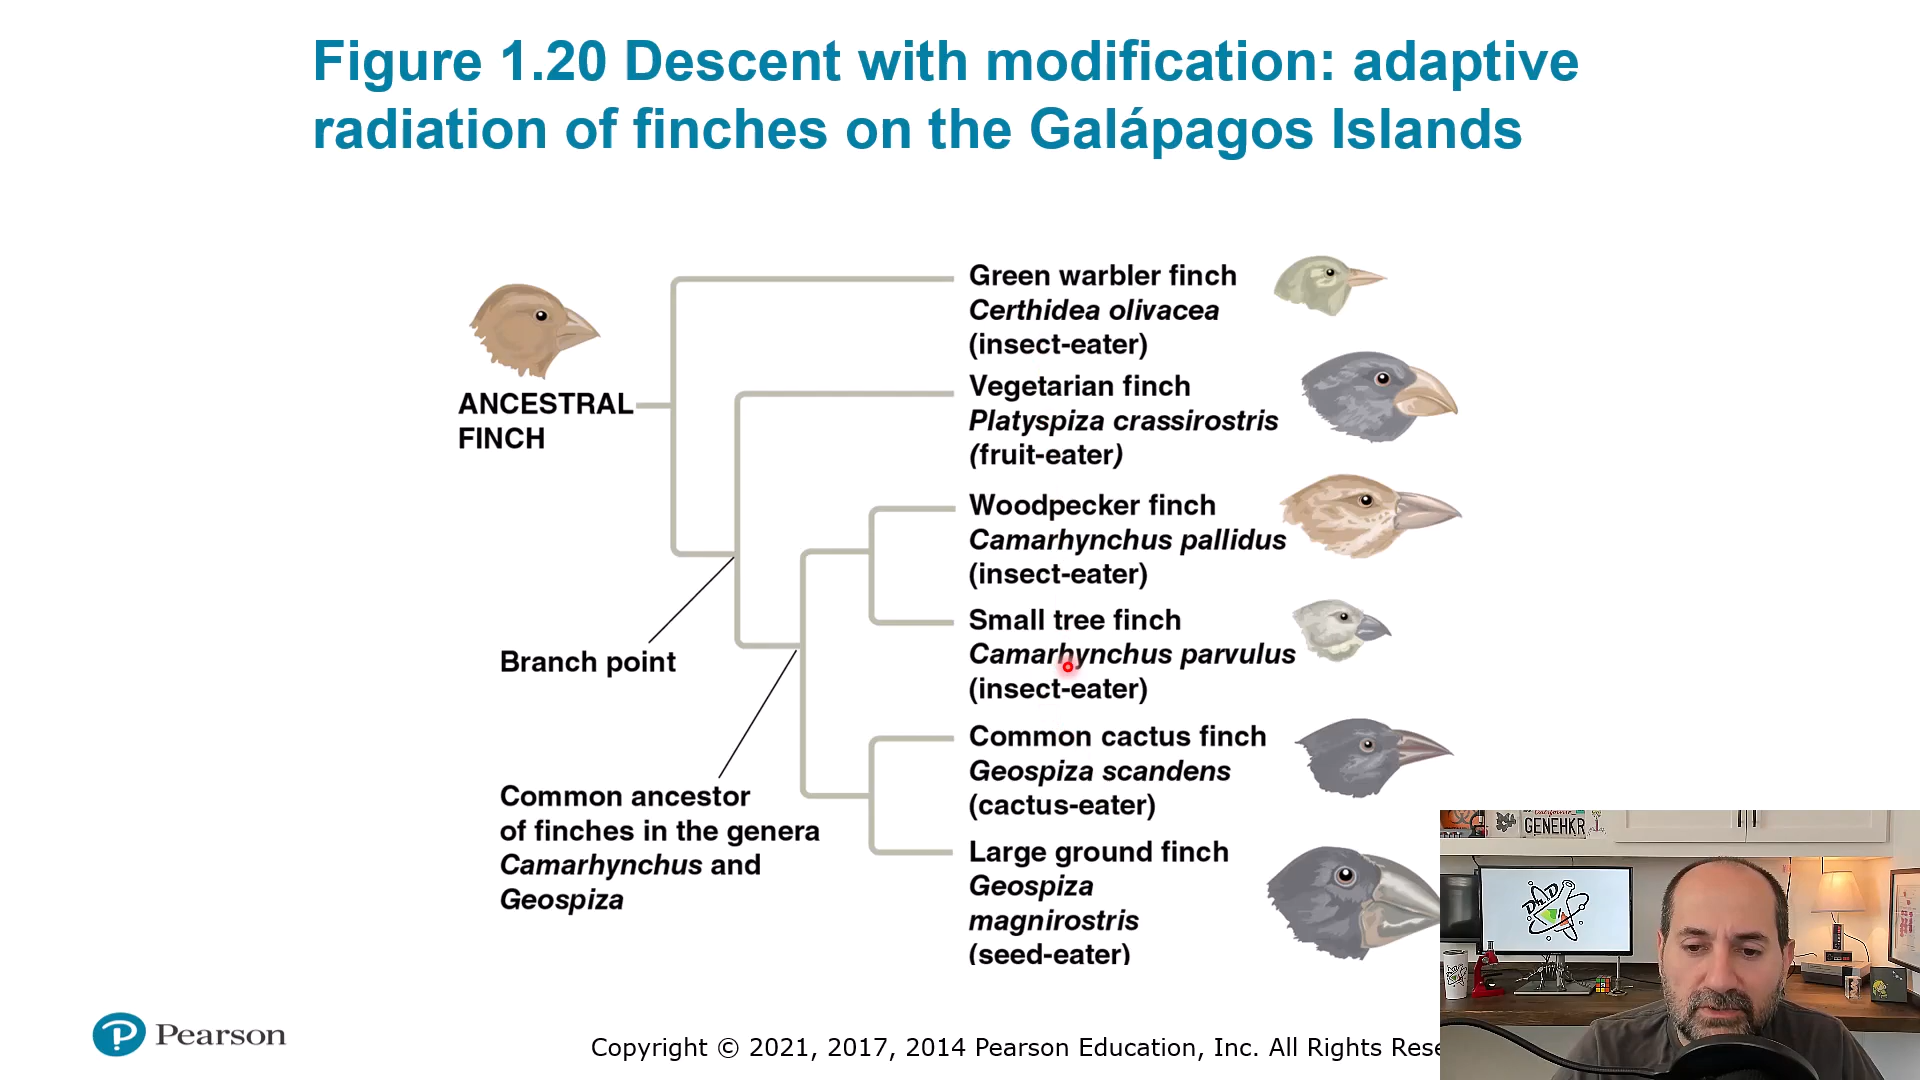 Figure 1.20 Descent with modification: adaptive
radiation of finches on the Galápagos Islands
ANCESTRAL
FINCH
Branch point
Common ancestor
of finches in the genera
Camarhynchus and
Geospiza
Green warbler finch
Certhidea olivacea
(insect-eater)
Vegetarian finch
Platyspiza crassirostris
(fruit-eater)
Woodpecker finch
Camarhynchus pallidus
(insect-eater)
Small tree finch
Camarhynchus parvulus
(insect-eater)
Common cactus finch
Geospiza scandens
(cactus-eater)
Large ground finch
Geospiza
magnirostris
(seed-eater)
GENEHKR
P Pearson
Copyright © 2021, 2017, 2014 Pearson Education, Inc. All Rights Rese